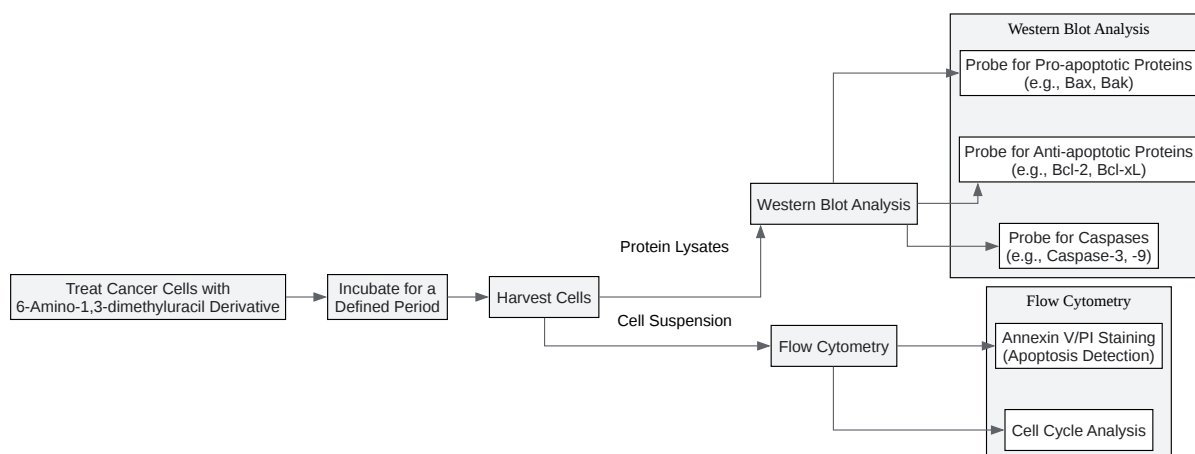 Treat Cancer Cells with
6-Amino-1,3-dimethyluracil Derivative
Incubate for a
Defined Period
Harvest Cells
Protein Lysates
Cell Suspension
Western Blot Analysis
Flow Cytometry
Western Blot Analysis
Probe for Pro-apoptotic Proteins
(e.g., Bax, Bak)
Probe for Anti-apoptotic Proteins
(e.g., Bcl-2, Bcl-xL)
Probe for Caspases
(e.g., Caspase-3, -9)
Flow Cytometry
Annexin V/PI Staining
(Apoptosis Detection)
Cell Cycle Analysis